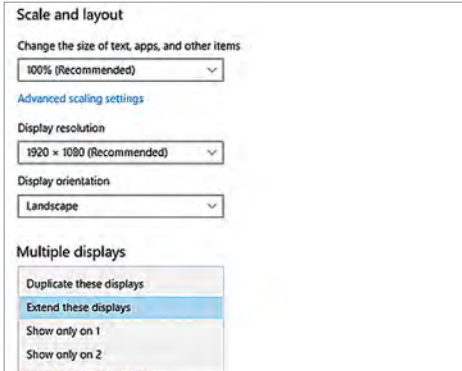 Scale and layout
Change the size of text, apps, and other items
100% (Recommended)
Advanced scaling settings
Display resolution
1920 × 1080 (Recommended)
Display orientation
Landscape
Multiple displays
Duplicate these displays
Extend these displays
Show only on 1
Show only on 2